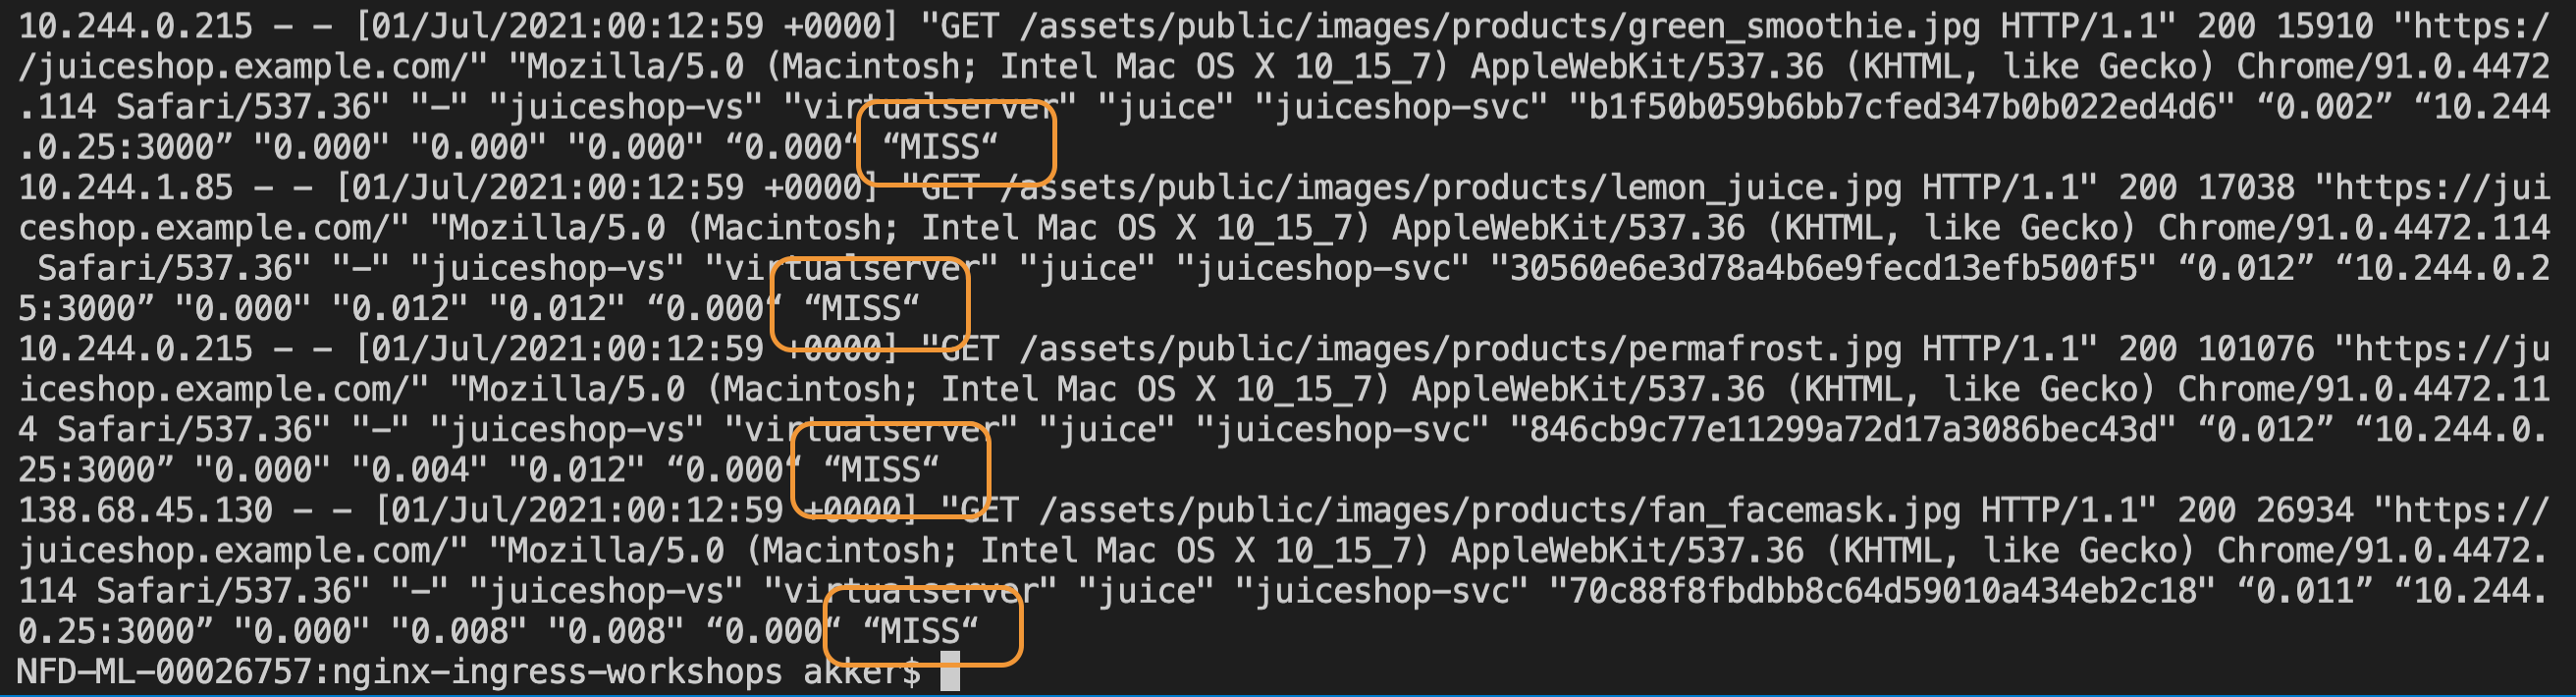 10.244.0.215 - - [01/Jul/2021:00:12:59 +0000] "GET /assets/public/images/products/green_smoothie.jpg HTTP/1.1" 200 15910 "https:/
/juiceshop.example.com/" "Mozilla/5.0 (Macintosh; Intel Mac OS X 10_15_7) AppleWebKit/537.36 (KHTML, like Gecko) Chrome/91.0.4472
.114 Safari/537.36" "-" "juiceshop-vs" "virtualserver" "juice" "juiceshop-svc" "b1f50b059b6bb7cfed347b0b022ed4d6" “0.002” “10.244
.0.25:3000” "0.000" "0.000" "0.000" “0.000“ “MISS“
10.244.1.85 - - [01/Jul/2021:00:12:59 +0000] "GET /assets/public/images/products/lemon_juice.jpg HTTP/1.1" 200 17038 "https://jui
ceshop.example.com/" "Mozilla/5.0 (Macintosh; Intel Mac OS X 10_15_7) AppleWebKit/537.36 (KHTML, like Gecko) Chrome/91.0.4472.114
 Safari/537.36" "-" "juiceshop-vs" "virtualserver" "juice" "juiceshop-svc" "30560e6e3d78a4b6e9fecd13efb500f5" “0.012” “10.244.0.2
5:3000” "0.000" "0.012" "0.012" “0.000“ “MISS“
10.244.0.215 - - [01/Jul/2021:00:12:59 +0000] "GET /assets/public/images/products/permafrost.jpg HTTP/1.1" 200 101076 "https://ju
iceshop.example.com/" "Mozilla/5.0 (Macintosh; Intel Mac OS X 10_15_7) AppleWebKit/537.36 (KHTML, like Gecko) Chrome/91.0.4472.11
4 Safari/537.36" "-" "juiceshop-vs" "virtualserver" "juice" "juiceshop-svc" "846cb9c77e11299a72d17a3086bec43d" “0.012” “10.244.0.
25:3000” "0.000" "0.004" "0.012" “0.000“ “MISS“
138.68.45.130 - - [01/Jul/2021:00:12:59 +0000] "GET /assets/public/images/products/fan_facemask.jpg HTTP/1.1" 200 26934 "https://
juiceshop.example.com/" "Mozilla/5.0 (Macintosh; Intel Mac OS X 10_15_7) AppleWebKit/537.36 (KHTML, like Gecko) Chrome/91.0.4472.
114 Safari/537.36" "-" "juiceshop-vs" "virtualserver" "juice" "juiceshop-svc" "70c88f8fbdbb8c64d59010a434eb2c18" “0.011” “10.244.
0.25:3000” "0.000" "0.008" "0.008" “0.000“ “MISS“
NFD-ML-00026757:nginx-ingress-workshops akker$